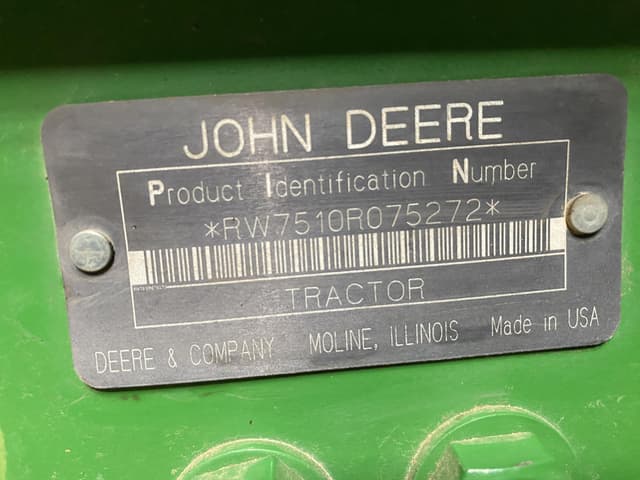 JOHN DEERE
Product Identification Number
*RW7510R075272*
TRACTOR
DEERE & COMPANY MOLINE, ILLINOIS Made in USA